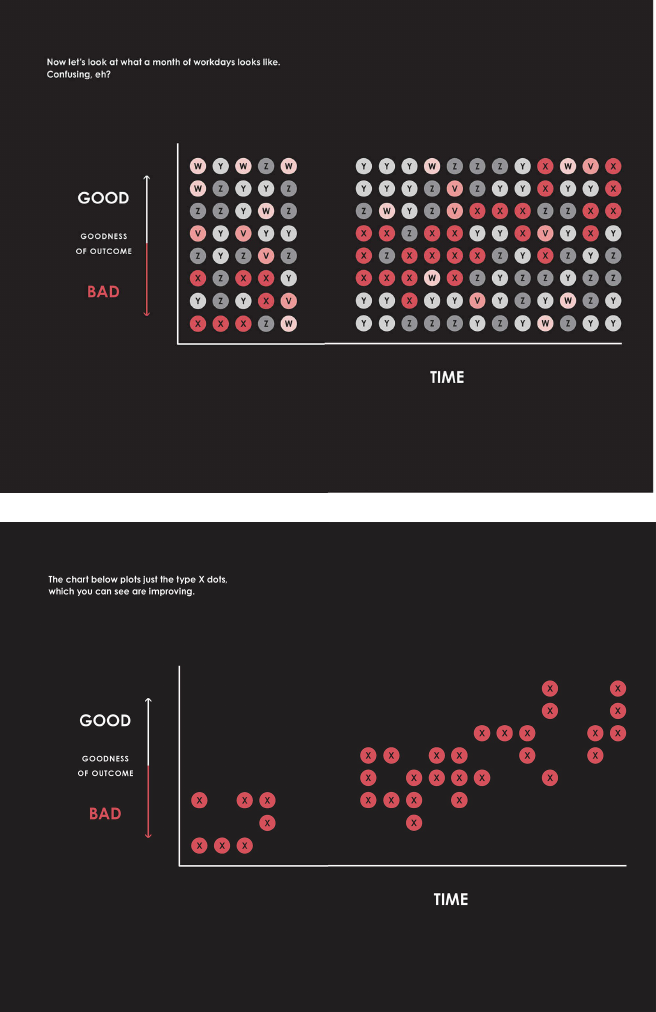 Now let's look at what a month of workdays looks like.
Confusing, eh?
W Y W Z W Y Y Y W Z Z Z Y X W V X
W Z Y Y Z Y Y Y Z V Z Y Y X Y Y X
GOOD
Z Z Y W Z Z W Y Z V X X X Z Z X X
GOODNESS
OF OUTCOME
V Y V Y Y X X Z X X Y Y X V Y X Y
Z Y Z V Z X Z X X X X Z Y X Z Y Z
X Z X X Y X X X W X Z Y Z Z Y Z Z
BAD
Y Z Y X V Y Y X Y Y V Z Z Y W Z Y
X X X Z W Y Y Z Z Z Y Z Y W Z Y Y
TIME
The chart below plots just the type X dots,
which you can see are improving.
X X
X X
GOOD
X X X X X
GOODNESS
OF OUTCOME
X X X X X X
X X X X X X
X X X X X X X
BAD
X X
X X X
TIME